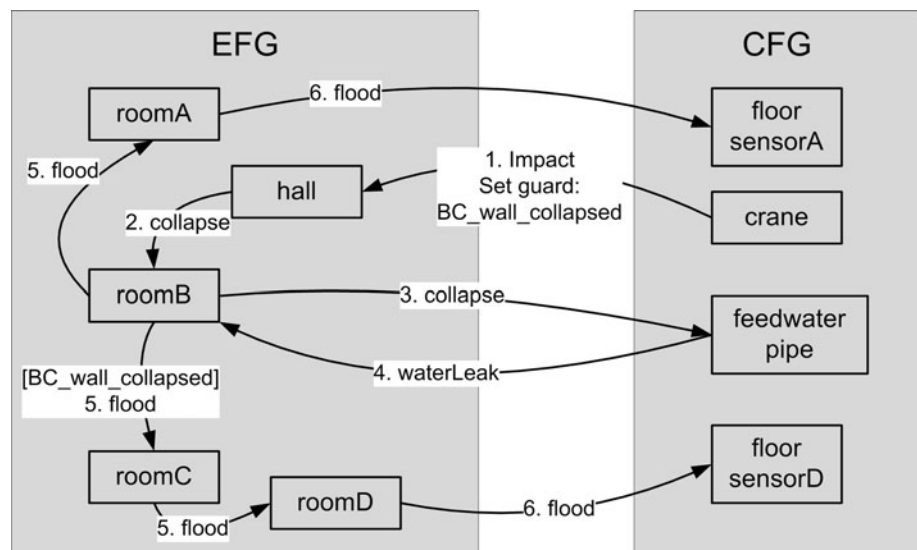 EFG
CFG
roomA
6. flood
floor
sensorA
5. flood
hall
1. Impact
Set guard:
BC_wall_collapsed
crane
2. collapse
roomB
3. collapse
feedwater
pipe
4. waterLeak
[BC_wall_collapsed]
5. flood
roomC
5. flood
roomD
6. flood
floor
sensorD